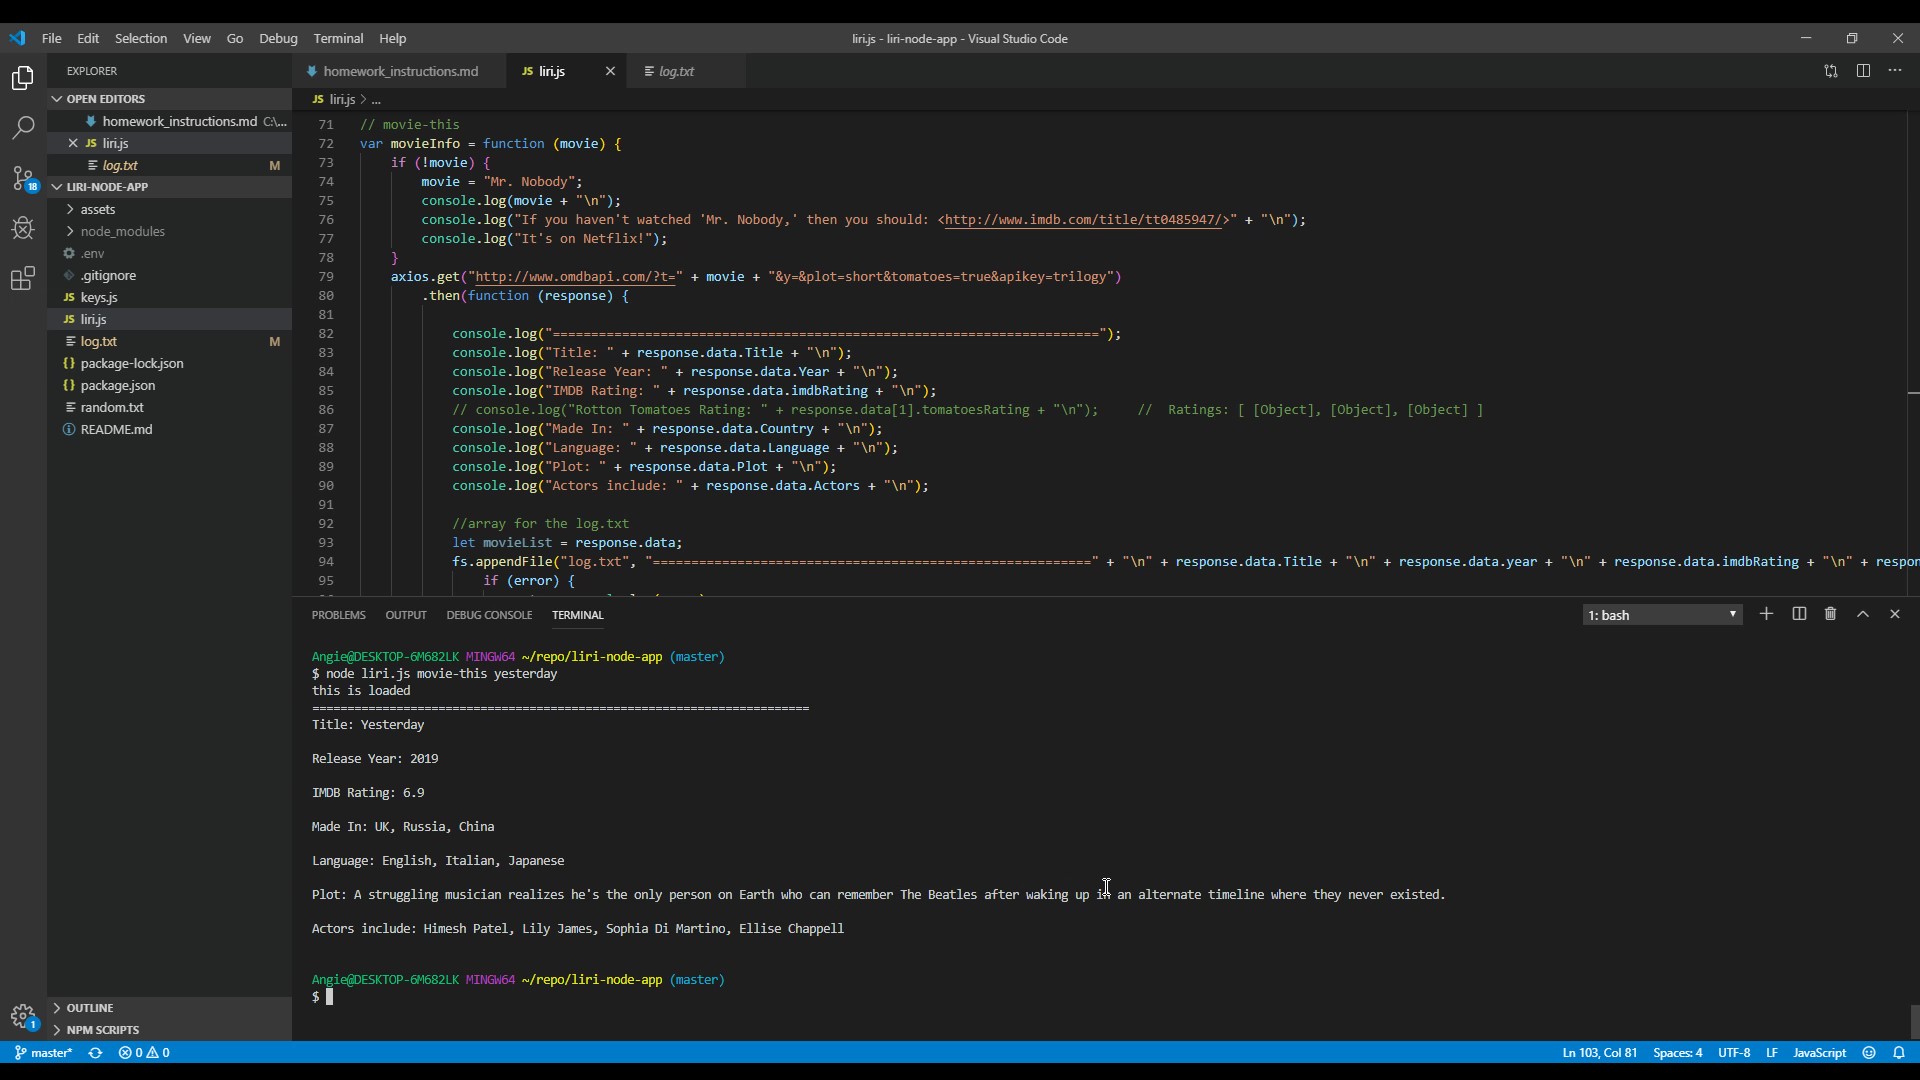 File Edit Selection View Go Debug Terminal Help
liri.js - liri-node-app - Visual Studio Code
EXPLORER
OPEN EDITORS
homework_instructions.md C:\...
JS liri.js
log.txt M
LIRI-NODE-APP
assets
node_modules
.env
.gitignore
JS keys.js
JS liri.js
log.txt M
{} package-lock.json
{} package.json
random.txt
README.md
OUTLINE
NPM SCRIPTS
18
1
homework_instructions.md JS liri.js log.txt
JS liri.js > ...
71 // movie-this
72 var movieInfo = function (movie) {
73 if (!movie) {
74 movie = "Mr. Nobody";
75 console.log(movie + "\n");
76 console.log("If you haven't watched 'Mr. Nobody,' then you should: <http://www.imdb.com/title/tt0485947/>" + "\n");
77 console.log("It's on Netflix!");
78 }
79 axios.get("http://www.omdbapi.com/?t=" + movie + "&y=&plot=short&tomatoes=true&apikey=trilogy")
80 .then(function (response) {
81
82 console.log("=======================================================================");
83 console.log("Title: " + response.data.Title + "\n");
84 console.log("Release Year: " + response.data.Year + "\n");
85 console.log("IMDB Rating: " + response.data.imdbRating + "\n");
86 // console.log("Rotton Tomatoes Rating: " + response.data[1].tomatoesRating + "\n"); // Ratings: [ [Object], [Object], [Object] ]
87 console.log("Made In: " + response.data.Country + "\n");
88 console.log("Language: " + response.data.Language + "\n");
89 console.log("Plot: " + response.data.Plot + "\n");
90 console.log("Actors include: " + response.data.Actors + "\n");
91
92 //array for the log.txt
93 let movieList = response.data;
94 fs.appendFile("log.txt", "=========================================================" + "\n" + response.data.Title + "\n" + response.data.year + "\n" + response.data.imdbRating + "\n" + respon
95 if (error) {
PROBLEMS OUTPUT DEBUG CONSOLE TERMINAL
1: bash
Angie@DESKTOP-6M682LK MINGW64 ~/repo/liri-node-app (master)
$ node liri.js movie-this yesterday
this is loaded
=======================================================================
Title: Yesterday
Release Year: 2019
IMDB Rating: 6.9
Made In: UK, Russia, China
Language: English, Italian, Japanese
Plot: A struggling musician realizes he's the only person on Earth who can remember The Beatles after waking up in an alternate timeline where they never existed.
Actors include: Himesh Patel, Lily James, Sophia Di Martino, Ellise Chappell
Angie@DESKTOP-6M682LK MINGW64 ~/repo/liri-node-app (master)
$
master* 0 0
Ln 103, Col 81 Spaces: 4 UTF-8 LF JavaScript